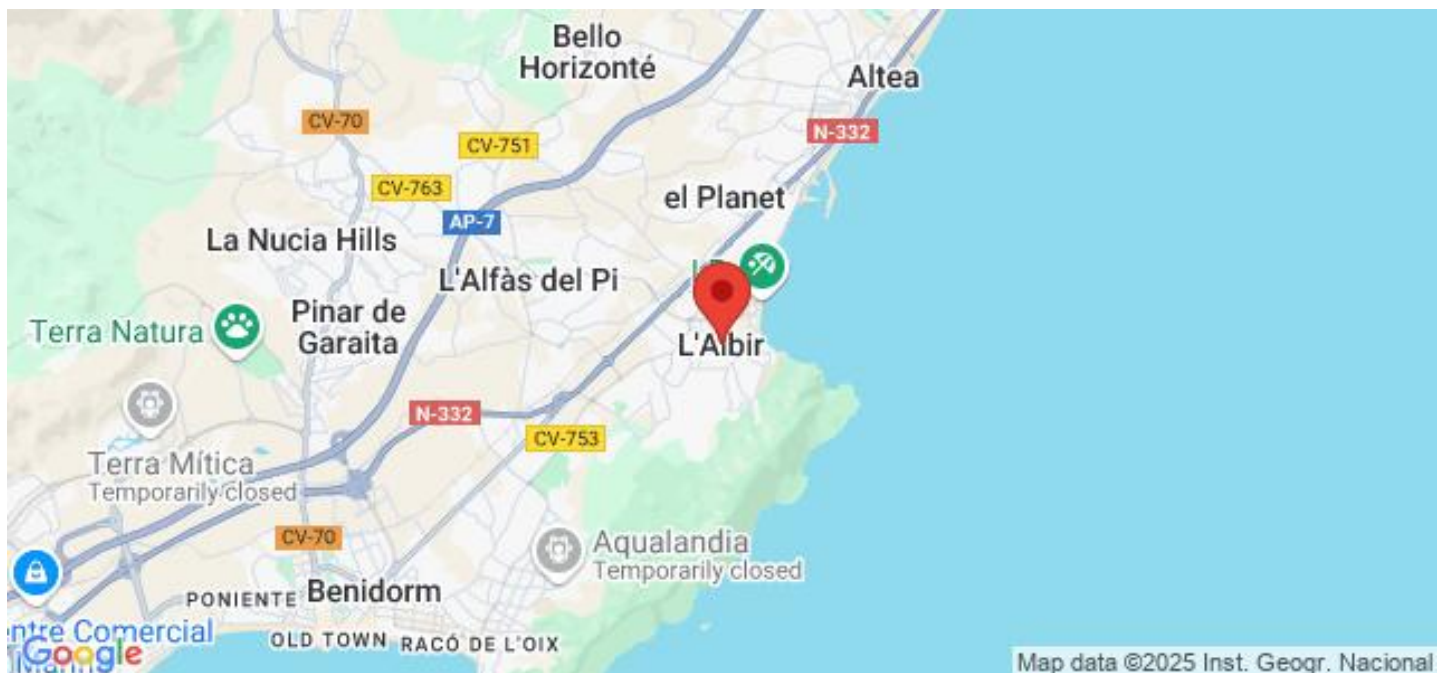 Bello
Horizonté
Altea
CV-70
N-332
CV-751
CV-763
el Planet
AP-7
La Nucia Hills
L'Alfàs del Pi
Pinar de
Garaita
Terra Natura
L'Albir
N-332
CV-753
Terra Mítica
Temporarily closed
CV-70
Aqualandia
Temporarily closed
Benidorm
PONIENTE
OLD TOWN
RACÓ DE L'OIX
Comercial
Google
Map data ©2025 Inst. Geogr. Nacional